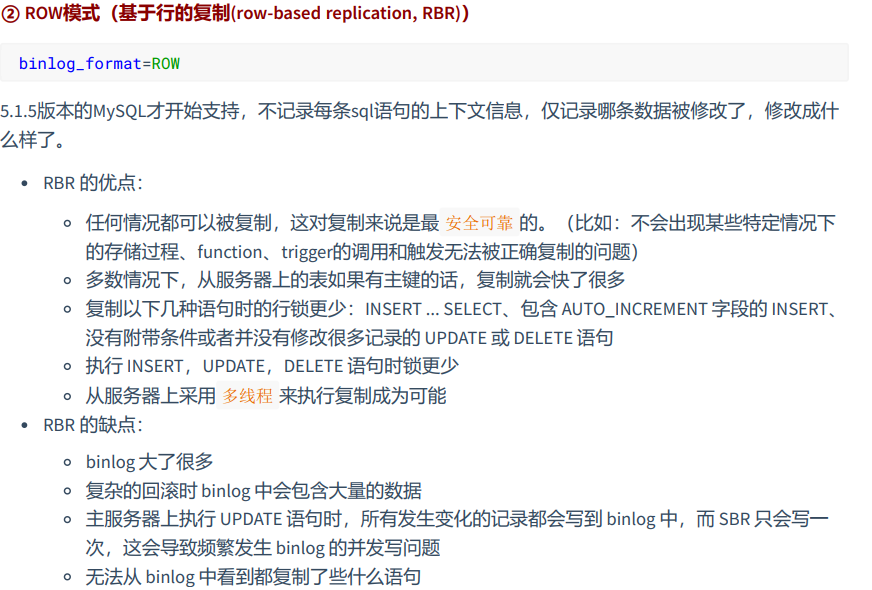 ② ROW模式（基于行的复制(row-based replication, RBR)）
binlog_format=ROW
5.1.5版本的MySQL才开始支持，不记录每条sql语句的上下文信息，仅记录哪条数据被修改了，修改成什
么样了。
• RBR 的优点：
◦ 任何情况都可以被复制，这对复制来说是最 安全可靠 的。（比如：不会出现某些特定情况下
的存储过程、function、trigger的调用和触发无法被正确复制的问题）
◦ 多数情况下，从服务器上的表如果有主键的话，复制就会快了很多
◦ 复制以下几种语句时的行锁更少：INSERT ... SELECT、包含 AUTO_INCREMENT 字段的 INSERT、
没有附带条件或者并没有修改很多记录的 UPDATE 或 DELETE 语句
◦ 执行 INSERT，UPDATE，DELETE 语句时锁更少
◦ 从服务器上采用 多线程 来执行复制成为可能
• RBR 的缺点：
◦ binlog 大了很多
◦ 复杂的回滚时 binlog 中会包含大量的数据
◦ 主服务器上执行 UPDATE 语句时，所有发生变化的记录都会写到 binlog 中，而 SBR 只会写一
次，这会导致频繁发生 binlog 的并发写问题
◦ 无法从 binlog 中看到都复制了些什么语句